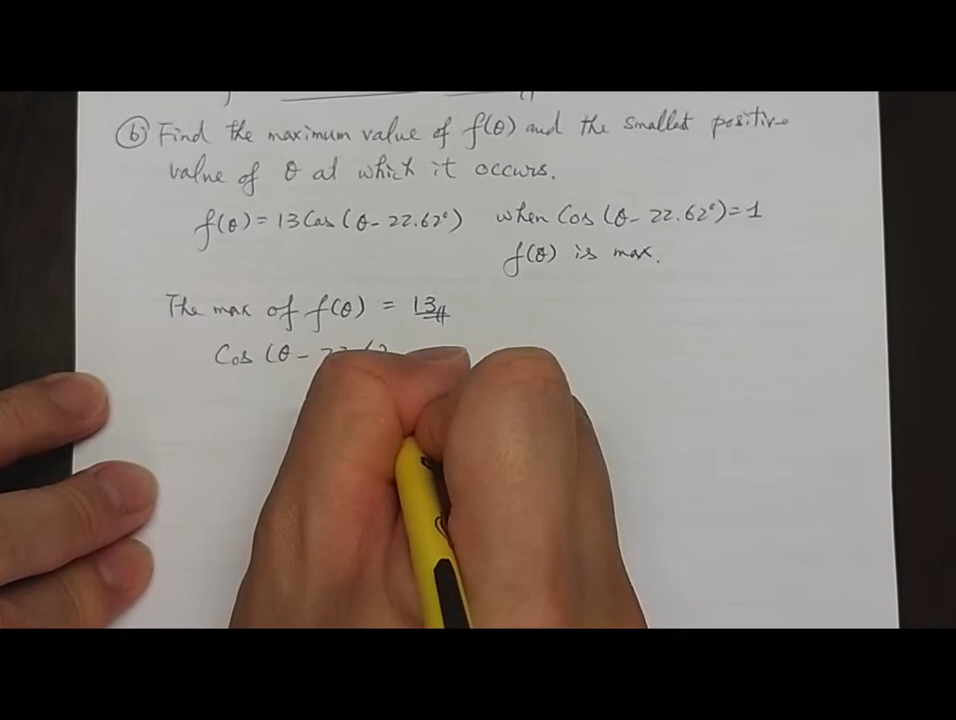 (b) Find the maximum value of f(θ) and the smallest positive
value of θ at which it occurs.
f(θ) = 13 Cos (θ - 22.62°) when Cos (θ - 22.62°) = 1
f(θ) is max.
The max of f(θ) = 13
Cos (θ -